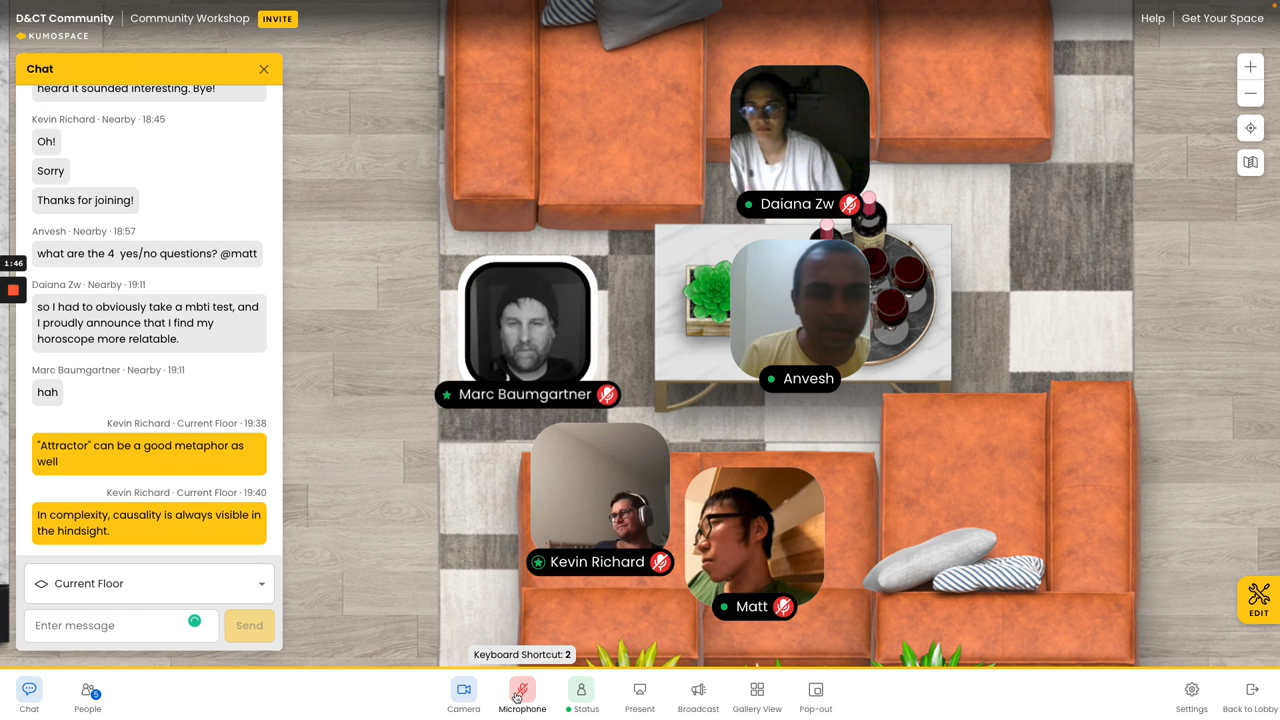 D&CT Community
Community Workshop
INVITE
KUMOSPACE
Help
Get Your Space
Chat
heard it sounded interesting. Bye!
Kevin Richard · Nearby · 18:45
Oh!
Sorry
Thanks for joining!
Anvesh · Nearby · 18:57
what are the 4 yes/no questions? @matt
1:46
Daiana Zw · Nearby · 19:11
so I had to obviously take a mbti test, and
I proudly announce that I find my
horoscope more relatable.
Marc Baumgartner · Nearby · 19:11
hah
Kevin Richard · Current Floor · 19:38
"Attractor" can be a good metaphor as
well
Kevin Richard · Current Floor · 19:40
In complexity, causality is always visible in
the hindsight.
Current Floor
Enter message
Send
Daiana Zw
Anvesh
Marc Baumgartner
Kevin Richard
Matt
EDIT
Keyboard Shortcut: 2
Chat
5
People
Camera
Microphone
Status
Present
Broadcast
Gallery View
Pop-out
Settings
Back to Lobby